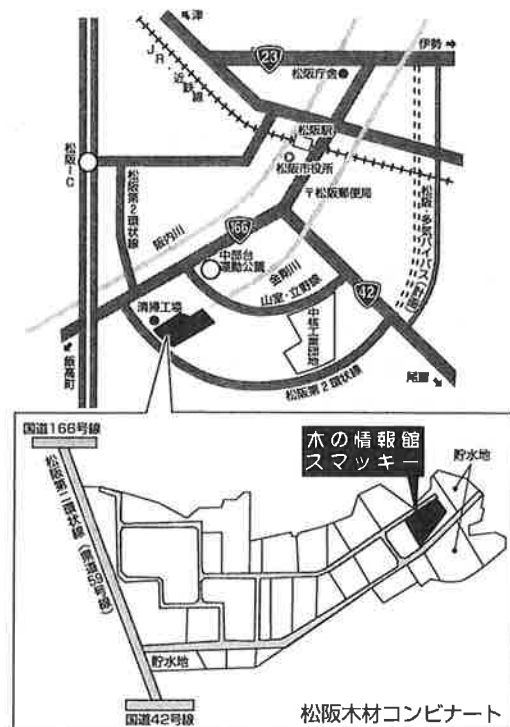 津
伊勢
23
JR・近鉄線
松阪庁舎
松阪駅
松阪市役所
〒松阪郵便局
松阪IC
松阪第2環状線
阪内川
166
中部台
運動公園
金剛川
山室・立野線
42
松阪・多気バイパス
清掃工場
中核工業団地
飯高町
松阪第2環状線
尾鷲
国道166号線
木の情報館
スマッキー
貯水地
松阪第二環状線(県道59号線)
貯水地
国道42号線
松阪木材コンビナート